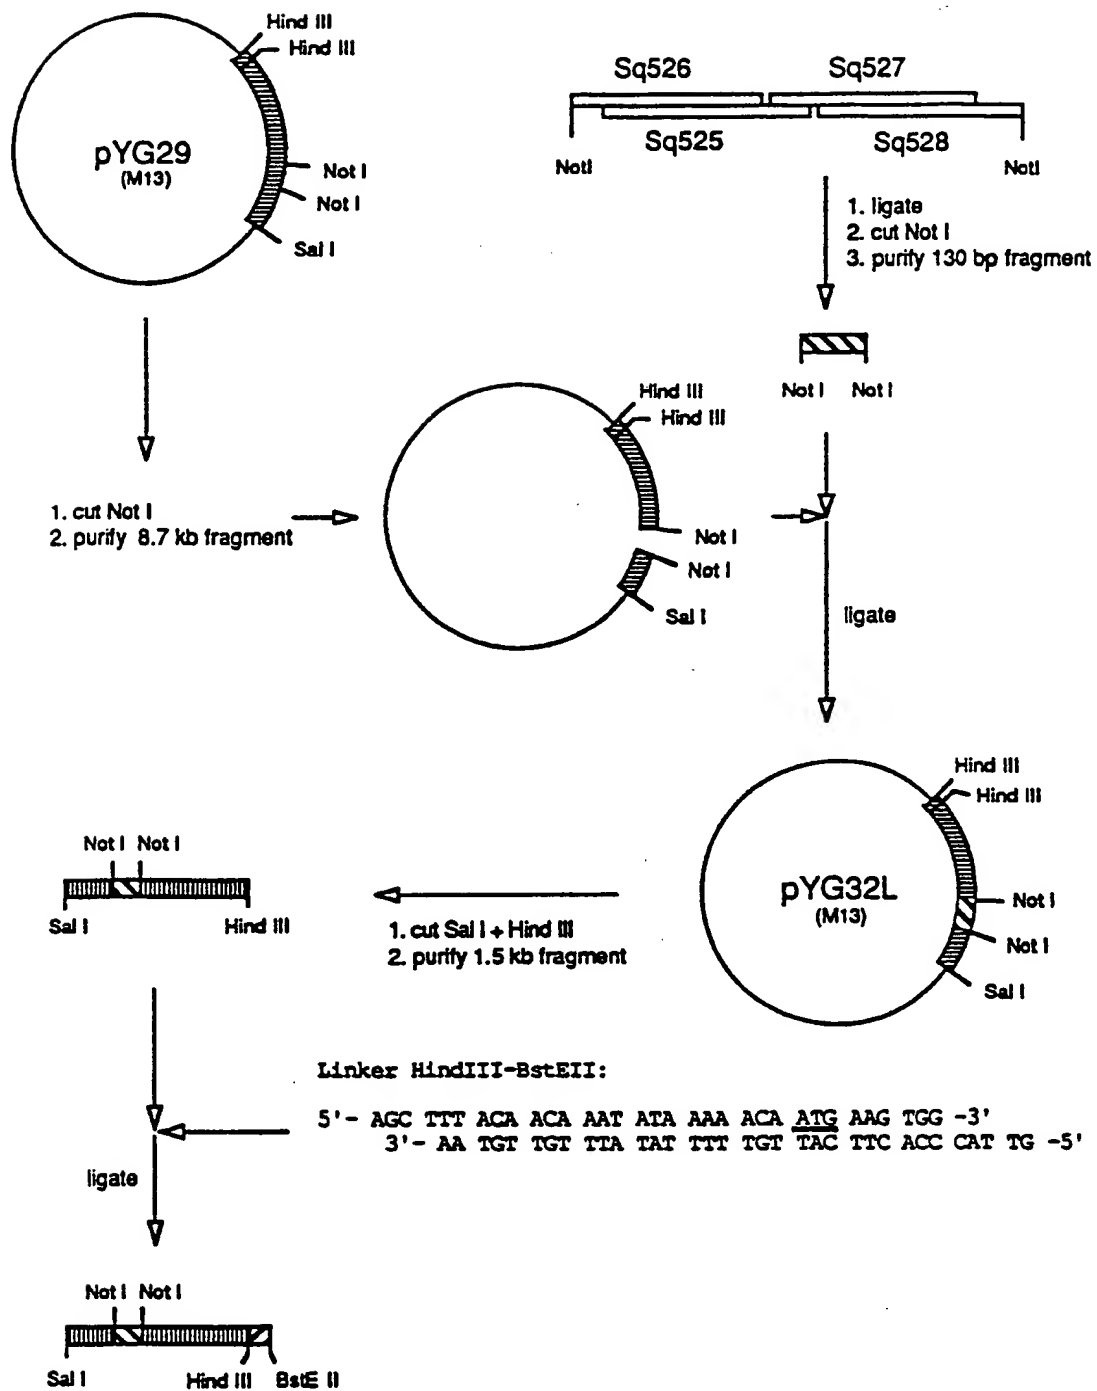 Hind III
Hind III
pYG29
(M13)
Not I
Not I
Sal I
Sq526
Sq527
Sq525
Sq528
NotI
NotI
1. ligate
2. cut Not I
3. purify 130 bp fragment
Not I Not I
1. cut Not I
2. purify 8.7 kb fragment
Hind III
Hind III
Not I
Not I
Sal I
ligate
Hind III
Hind III
pYG32L
(M13)
Not I
Not I
Sal I
1. cut Sal I + Hind III
2. purify 1.5 kb fragment
Not I Not I
Sal I
Hind III
Linker HindIII-BstEII:
5'- AGC TTT ACA ACA AAT ATA AAA ACA ATG AAG TGG -3'
3'- AA TGT TGT TTA TAT TTT TGT TAC TTC ACC CAT TG -5'
ligate
Not I Not I
Sal I
Hind III
BstE II